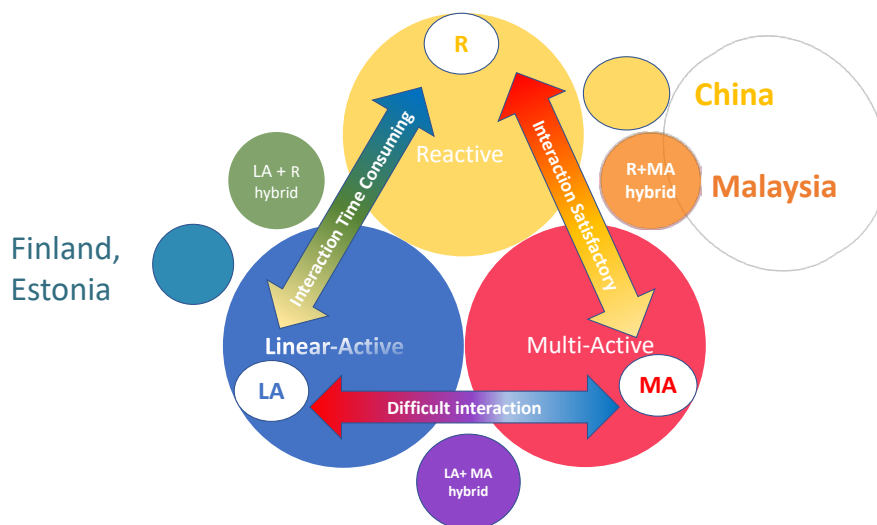 R
China
Reactive
LA + R
hybrid
R+MA
hybrid
Malaysia
Interaction Time Consuming
Interaction Satisfactory
Finland,
Estonia
Linear-Active
Multi-Active
LA
MA
Difficult interaction
LA+ MA
hybrid